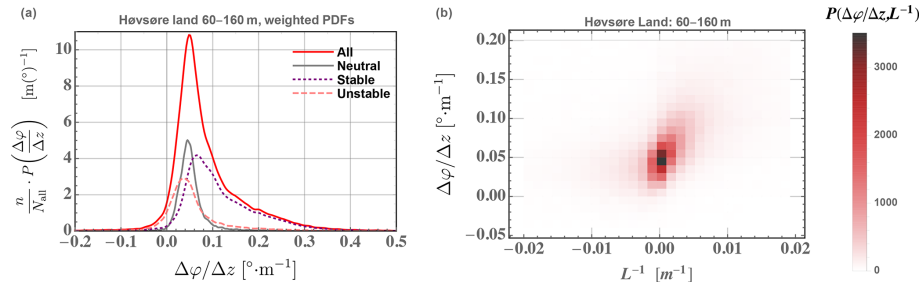 (a)
Høvsøre land 60–160 m, weighted PDFs
10
8
6
4
2
0
n/N_all · P(Δφ/Δz) [m(°)⁻¹]
All
Neutral
Stable
Unstable
−0.2 −0.1 0.0 0.1 0.2 0.3 0.4 0.5
Δφ/Δz [°·m⁻¹]
(b)
Høvsøre Land: 60–160 m
0.20
0.15
0.10
0.05
0.00
−0.05
Δφ/Δz [°·m⁻¹]
−0.02 −0.01 0.00 0.01 0.02
L⁻¹ [m⁻¹]
P(Δφ/Δz,L⁻¹)
3000
2000
1000
0